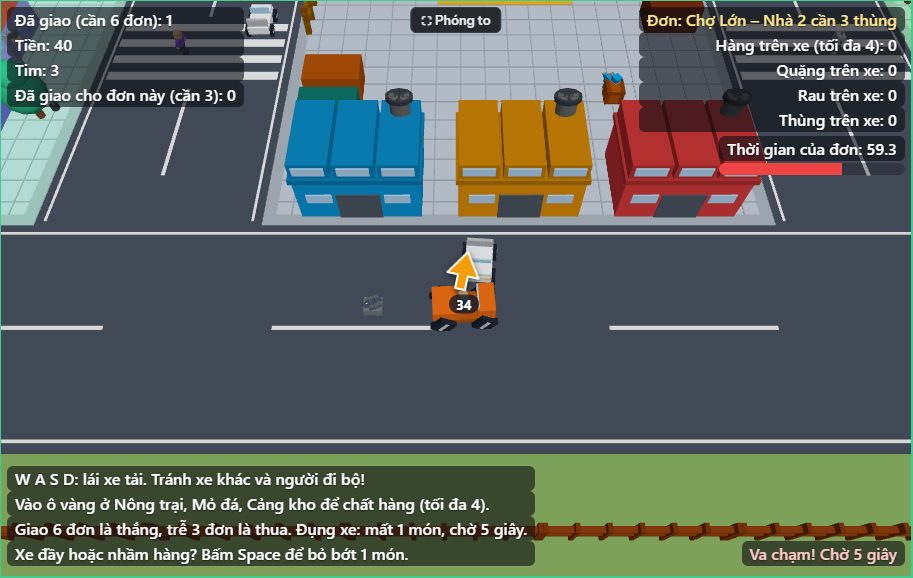 Đã giao (cần 6 đơn): 1
Tiền: 40
Tim: 3
Đã giao cho đơn này (cần 3): 0
Phóng to
Đơn: Chợ Lớn – Nhà 2 cần 3 thùng
Hàng trên xe (tối đa 4): 0
Quặng trên xe: 0
Rau trên xe: 0
Thùng trên xe: 0
Thời gian của đơn: 59.3
34
W A S D: lái xe tải. Tránh xe khác và người đi bộ!
Vào ô vàng ở Nông trại, Mỏ đá, Cảng kho để chất hàng (tối đa 4).
Giao 6 đơn là thắng, trễ 3 đơn là thua. Đụng xe: mất 1 món, chờ 5 giây.
Xe đầy hoặc nhầm hàng? Bấm Space để bỏ bớt 1 món.
Va chạm! Chờ 5 giây